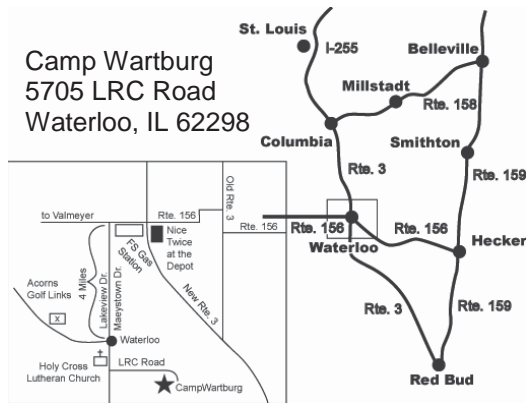 Camp Wartburg
5705 LRC Road
Waterloo, IL 62298
St. Louis
I-255
Belleville
Millstadt
Rte. 158
Columbia
Smithton
Rte. 3
Rte. 159
Rte. 156
Waterloo
Rte. 156
Hecker
Rte. 3
Rte. 159
Red Bud
to Valmeyer
Rte. 156
Old Rte. 3
Rte. 156
FS Gas
Station
Nice
Twice
at the
Depot
New Rte. 3
4 Miles
Lakeview Dr.
Maeystown Dr.
Acorns
Golf Links
x
Waterloo
Holy Cross
Lutheran Church
LRC Road
CampWartburg